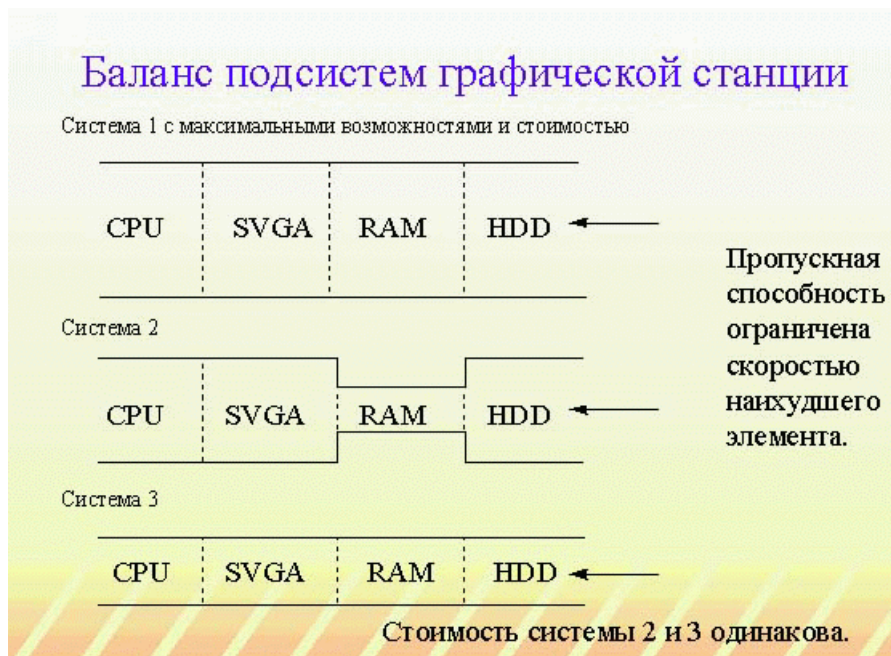 Баланс подсистем графической станции
Система 1 с максимальными возможностями и стоимостью
CPU SVGA RAM HDD
Пропускная
способность
ограничена
скоростью
наихудшего
элемента.
Система 2
CPU SVGA RAM HDD
Система 3
CPU SVGA RAM HDD
Стоимость системы 2 и 3 одинакова.